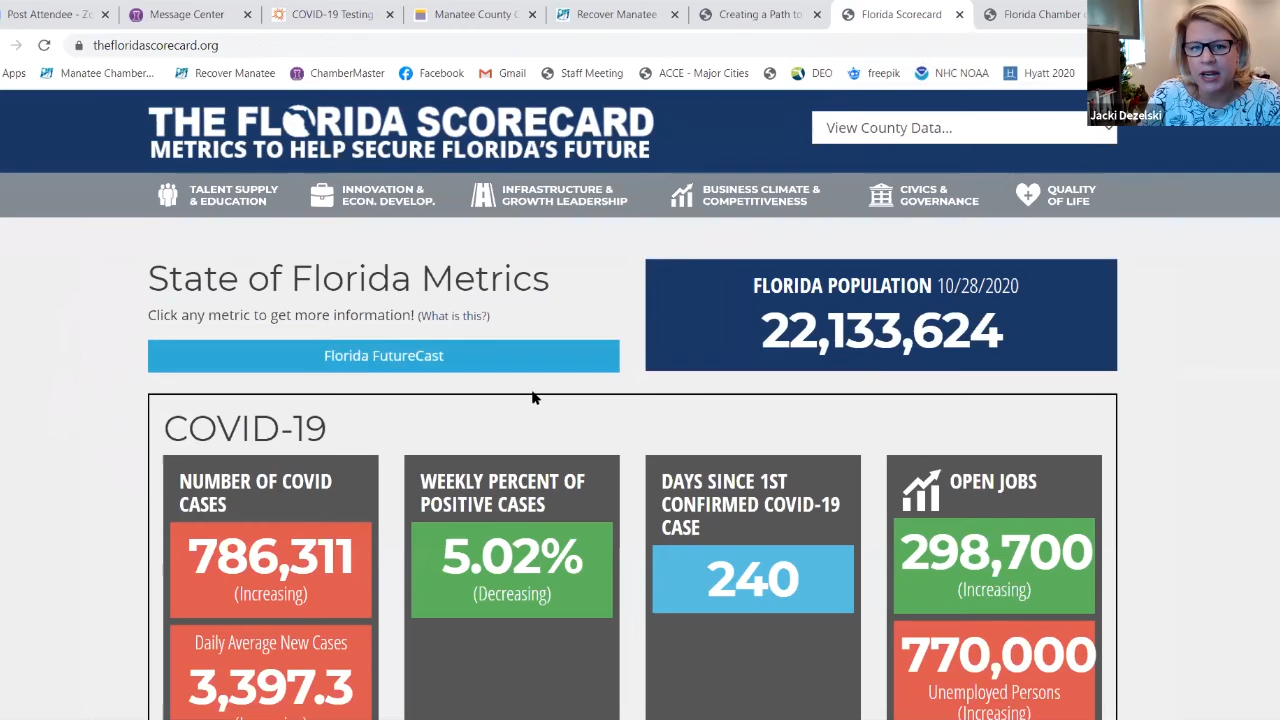 Post Attendee - Zo
Message Center
COVID-19 Testing
Manatee County C
Recover Manatee
Creating a Path to
Florida Scorecard
Florida Chamber
thefloridascorecard.org
Apps
Manatee Chamber...
Recover Manatee
ChamberMaster
Facebook
Gmail
Staff Meeting
ACCE - Major Cities
DEO
freepik
NHC NOAA
Hyatt 2020
Jacki Dezelski
THE FLORIDA SCORECARD
METRICS TO HELP SECURE FLORIDA'S FUTURE
View County Data...
TALENT SUPPLY
& EDUCATION
INNOVATION &
ECON. DEVELOP.
INFRASTRUCTURE &
GROWTH LEADERSHIP
BUSINESS CLIMATE &
COMPETITIVENESS
CIVICS &
GOVERNANCE
QUALITY
OF LIFE
State of Florida Metrics
Click any metric to get more information! (What is this?)
Florida FutureCast
FLORIDA POPULATION 10/28/2020
22,133,624
COVID-19
NUMBER OF COVID
CASES
786,311
(Increasing)
Daily Average New Cases
3,397.3
WEEKLY PERCENT OF
POSITIVE CASES
5.02%
(Decreasing)
DAYS SINCE 1ST
CONFIRMED COVID-19
CASE
240
OPEN JOBS
298,700
(Increasing)
770,000
Unemployed Persons
(Increasing)